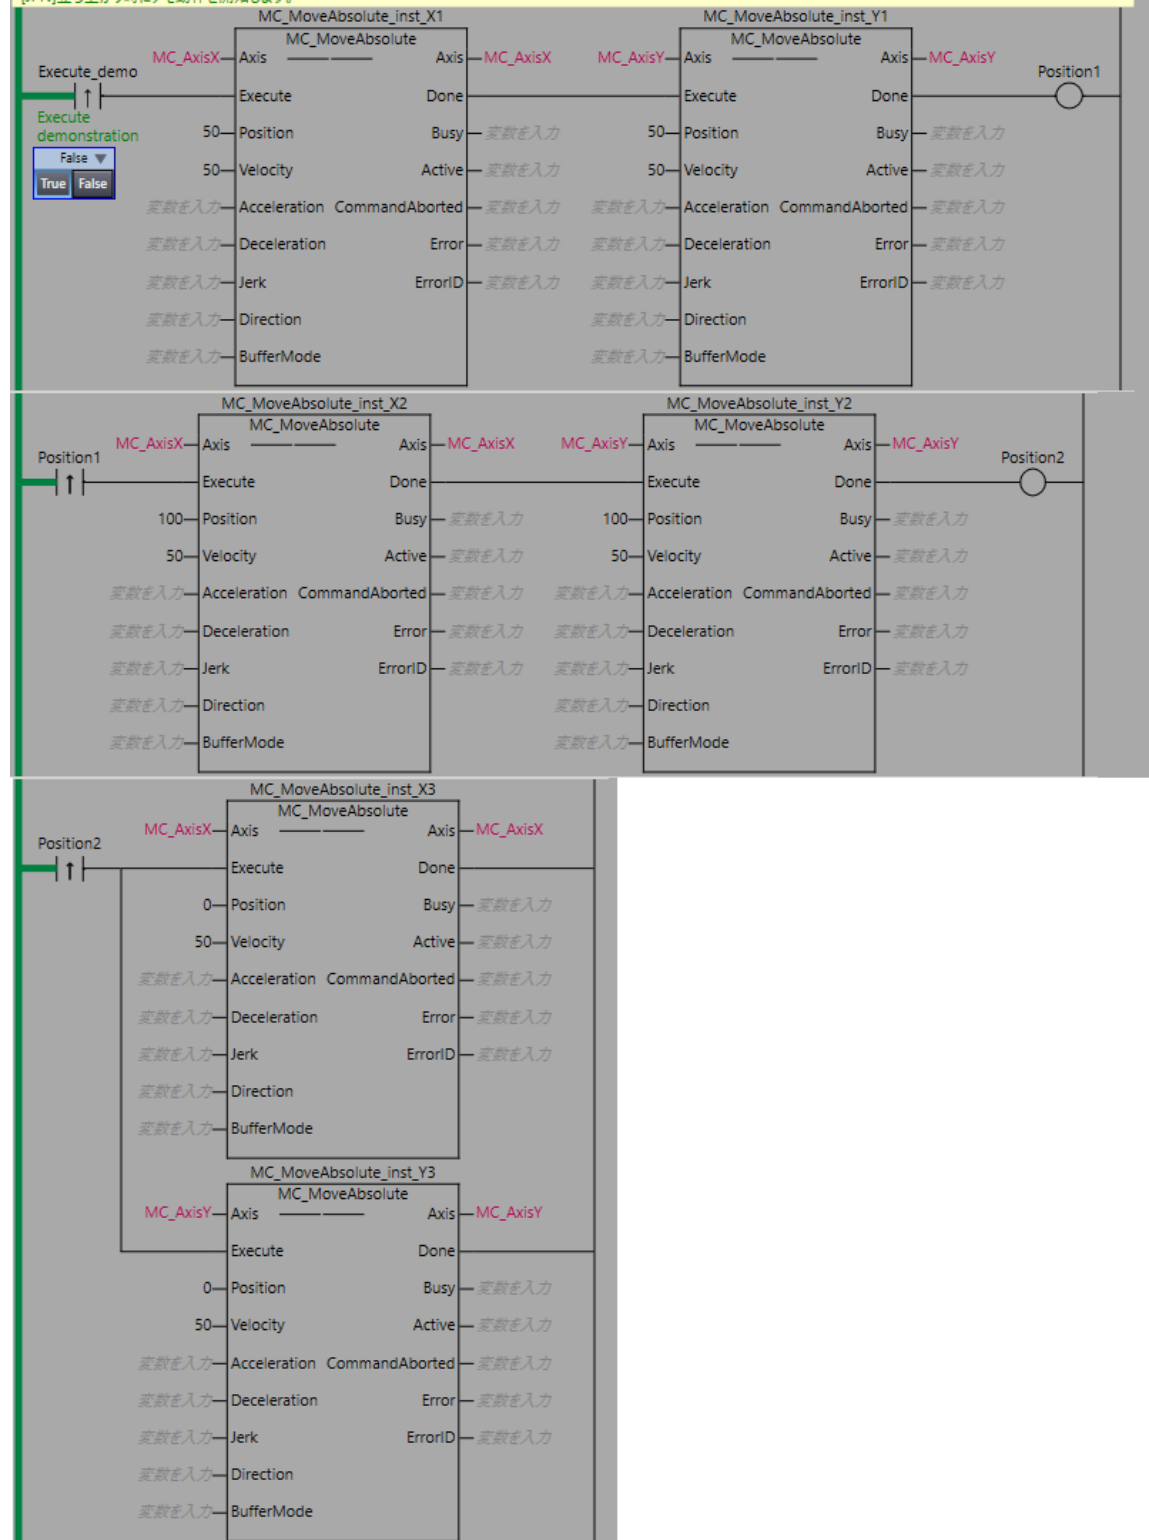 MC_MoveAbsolute_inst_X1 MC_MoveAbsolute_inst_Y1
MC_MoveAbsolute MC_MoveAbsolute
MC_AxisX Axis Axis MC_AxisX MC_AxisY Axis Axis MC_AxisY
Execute_demo Position1
Execute Done Execute Done
Execute
demonstration
50 Position Busy 変数を入力 50 Position Busy 変数を入力
False
50 Velocity Active 変数を入力 50 Velocity Active 変数を入力
True False
変数を入力 Acceleration CommandAborted 変数を入力 変数を入力 Acceleration CommandAborted 変数を入力
変数を入力 Deceleration Error 変数を入力 変数を入力 Deceleration Error 変数を入力
変数を入力 Jerk ErrorID 変数を入力 変数を入力 Jerk ErrorID 変数を入力
変数を入力 Direction 変数を入力 Direction
変数を入力 BufferMode 変数を入力 BufferMode
MC_MoveAbsolute_inst_X2 MC_MoveAbsolute_inst_Y2
MC_MoveAbsolute MC_MoveAbsolute
MC_AxisX Axis Axis MC_AxisX MC_AxisY Axis Axis MC_AxisY
Position1 Position2
Execute Done Execute Done
100 Position Busy 変数を入力 100 Position Busy 変数を入力
50 Velocity Active 変数を入力 50 Velocity Active 変数を入力
変数を入力 Acceleration CommandAborted 変数を入力 変数を入力 Acceleration CommandAborted 変数を入力
変数を入力 Deceleration Error 変数を入力 変数を入力 Deceleration Error 変数を入力
変数を入力 Jerk ErrorID 変数を入力 変数を入力 Jerk ErrorID 変数を入力
変数を入力 Direction 変数を入力 Direction
変数を入力 BufferMode 変数を入力 BufferMode
MC_MoveAbsolute_inst_X3
MC_MoveAbsolute
MC_AxisX Axis Axis MC_AxisX
Position2
Execute Done
0 Position Busy 変数を入力
50 Velocity Active 変数を入力
変数を入力 Acceleration CommandAborted 変数を入力
変数を入力 Deceleration Error 変数を入力
変数を入力 Jerk ErrorID 変数を入力
変数を入力 Direction
変数を入力 BufferMode
MC_MoveAbsolute_inst_Y3
MC_MoveAbsolute
MC_AxisY Axis Axis MC_AxisY
Execute Done
0 Position Busy 変数を入力
50 Velocity Active 変数を入力
変数を入力 Acceleration CommandAborted 変数を入力
変数を入力 Deceleration Error 変数を入力
変数を入力 Jerk ErrorID 変数を入力
変数を入力 Direction
変数を入力 BufferMode